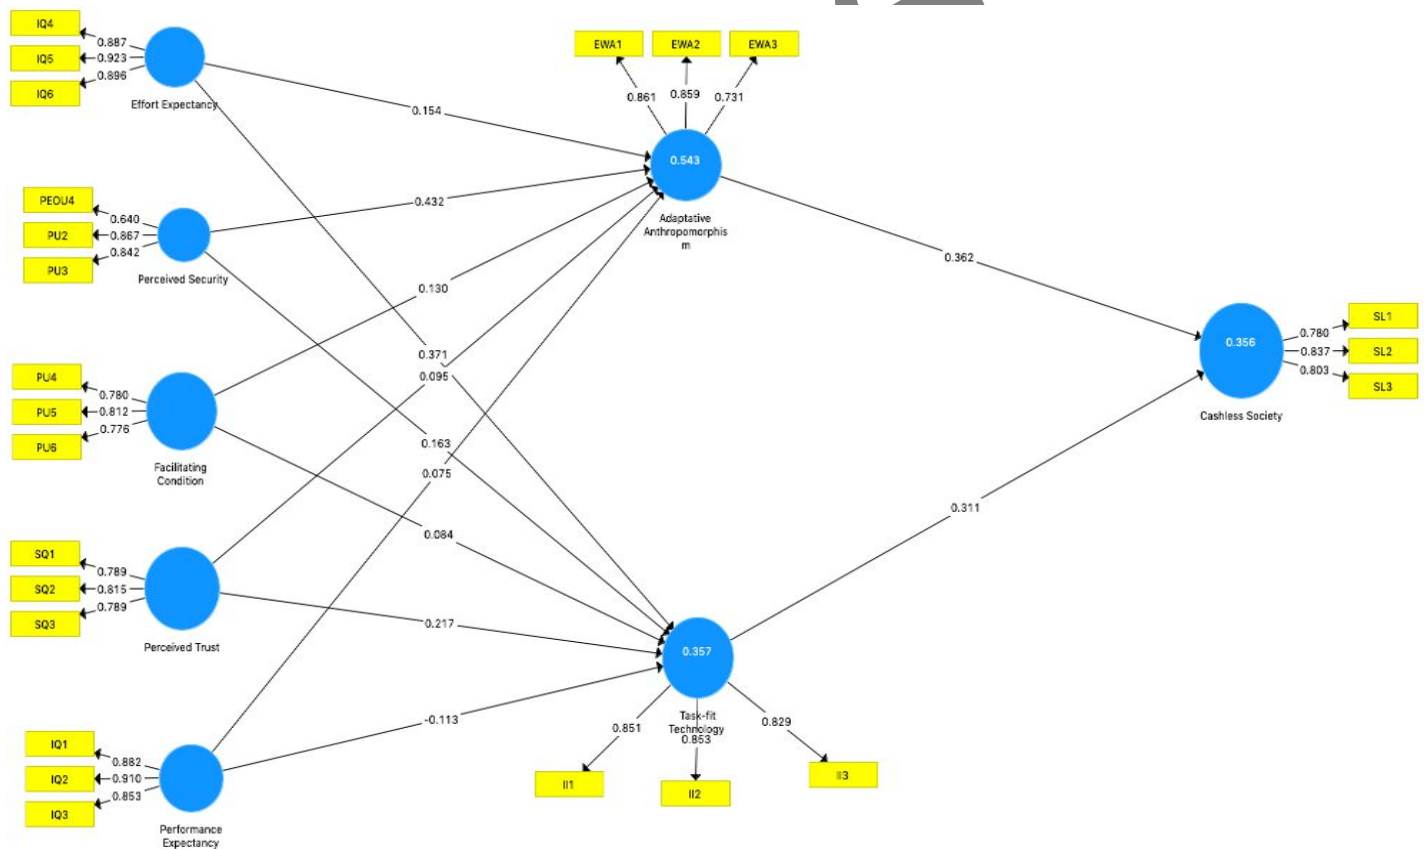 IQ4
0.887
IQ5
0.923
0.896
IQ6
Effort Expectancy
EWA1
EWA2
EWA3
0.861
0.859
0.731
0.154
0.543
Adaptative
Anthropomorphis
m
PEOU4
0.640
PU2
0.867
0.842
PU3
Perceived Security
0.432
0.362
0.130
0.356
Cashless Society
SL1
0.780
0.837
SL2
0.803
SL3
0.371
0.095
PU4
0.780
PU5
0.812
0.776
PU6
Facilitating
Condition
0.163
0.075
0.311
0.084
SQ1
0.789
SQ2
0.815
0.789
SQ3
Perceived Trust
0.217
0.357
Task-fit
Technology
0.851
0.853
0.829
II1
II2
II3
-0.113
IQ1
0.882
IQ2
0.910
0.853
IQ3
Performance
Expectancy